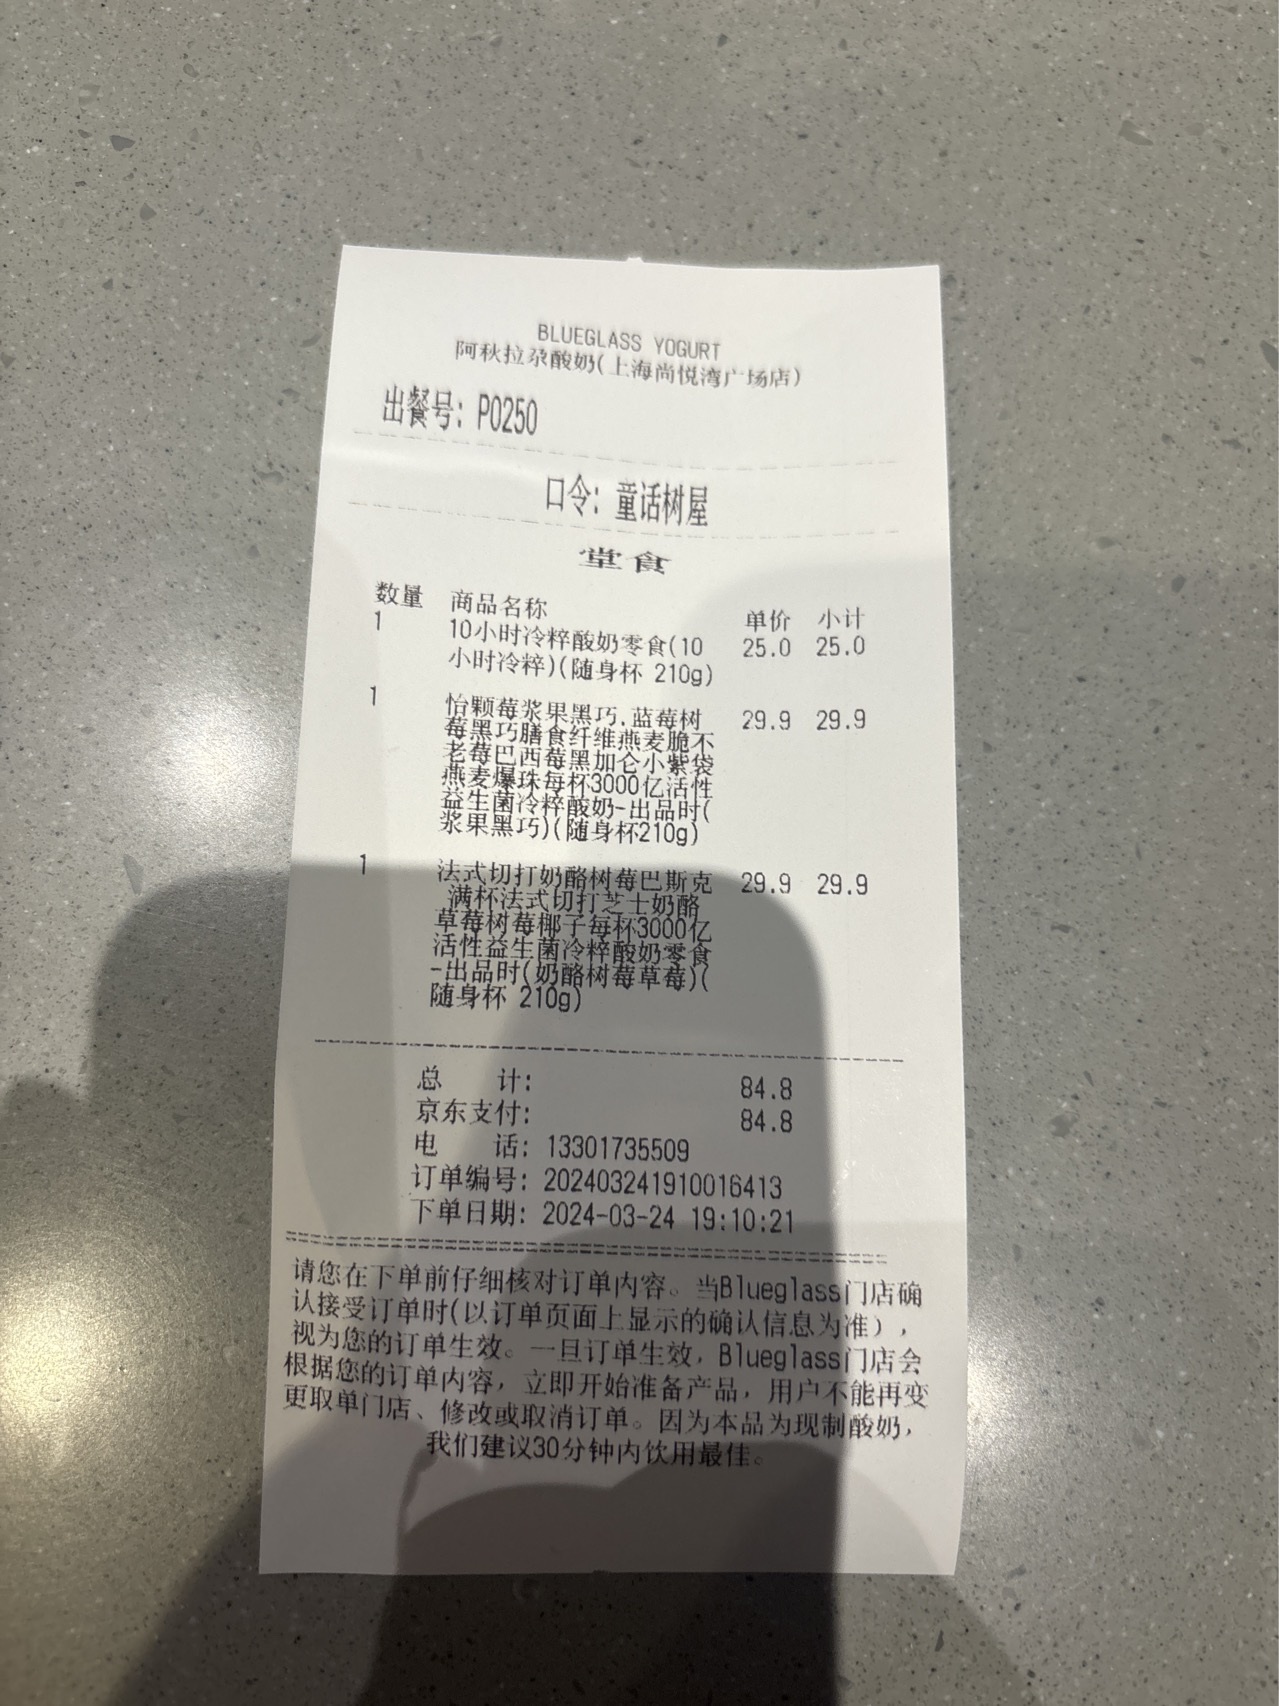 BLUEGLASS YOGURT
阿秋拉尕酸奶(上海尚悦湾广场店)
出餐号: P0250
口令: 童话树屋
堂食
数量 商品名称 单价 小计
1 10小时冷粹酸奶零食(10 25.0 25.0
小时冷粹)(随身杯 210g)
1 怡颗莓浆果黑巧.蓝莓树 29.9 29.9
莓黑巧膳食纤维燕麦脆不
老莓巴西莓黑加仑小紫袋
燕麦爆珠每杯3000亿活性
益生菌冷粹酸奶-出品时(
浆果黑巧)(随身杯210g)
1 法式切打奶酪树莓巴斯克 29.9 29.9
满杯法式切打芝士奶酪
草莓树莓椰子每杯3000亿
活性益生菌冷粹酸奶零食
-出品时(奶酪树莓草莓)(
随身杯 210g)
总 计: 84.8
京东支付: 84.8
电 话: 13301735509
订单编号: 202403241910016413
下单日期: 2024-03-24 19:10:21
请您在下单前仔细核对订单内容。当Blueglass门店确
认接受订单时(以订单页面上显示的确认信息为准),
视为您的订单生效。一旦订单生效,Blueglass门店会
根据您的订单内容,立即开始准备产品,用户不能再变
更取单门店、修改或取消订单。因为本品为现制酸奶,
我们建议30分钟内饮用最佳。